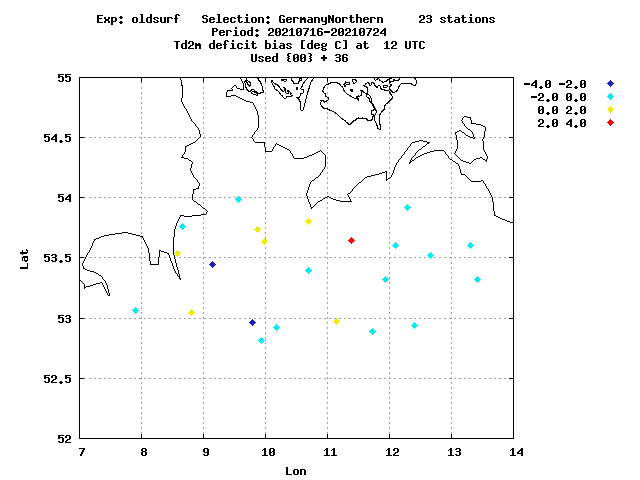 Exp: oldsurf   Selection: GermanyNorthern     23 stations
Period: 20210716-20210724
Td2m deficit bias [deg C] at  12 UTC
Used {00} + 36
-4.0 -2.0
-2.0 0.0
0.0 2.0
2.0 4.0
55
54.5
54
53.5
53
52.5
52
Lat
7 8 9 10 11 12 13 14
Lon